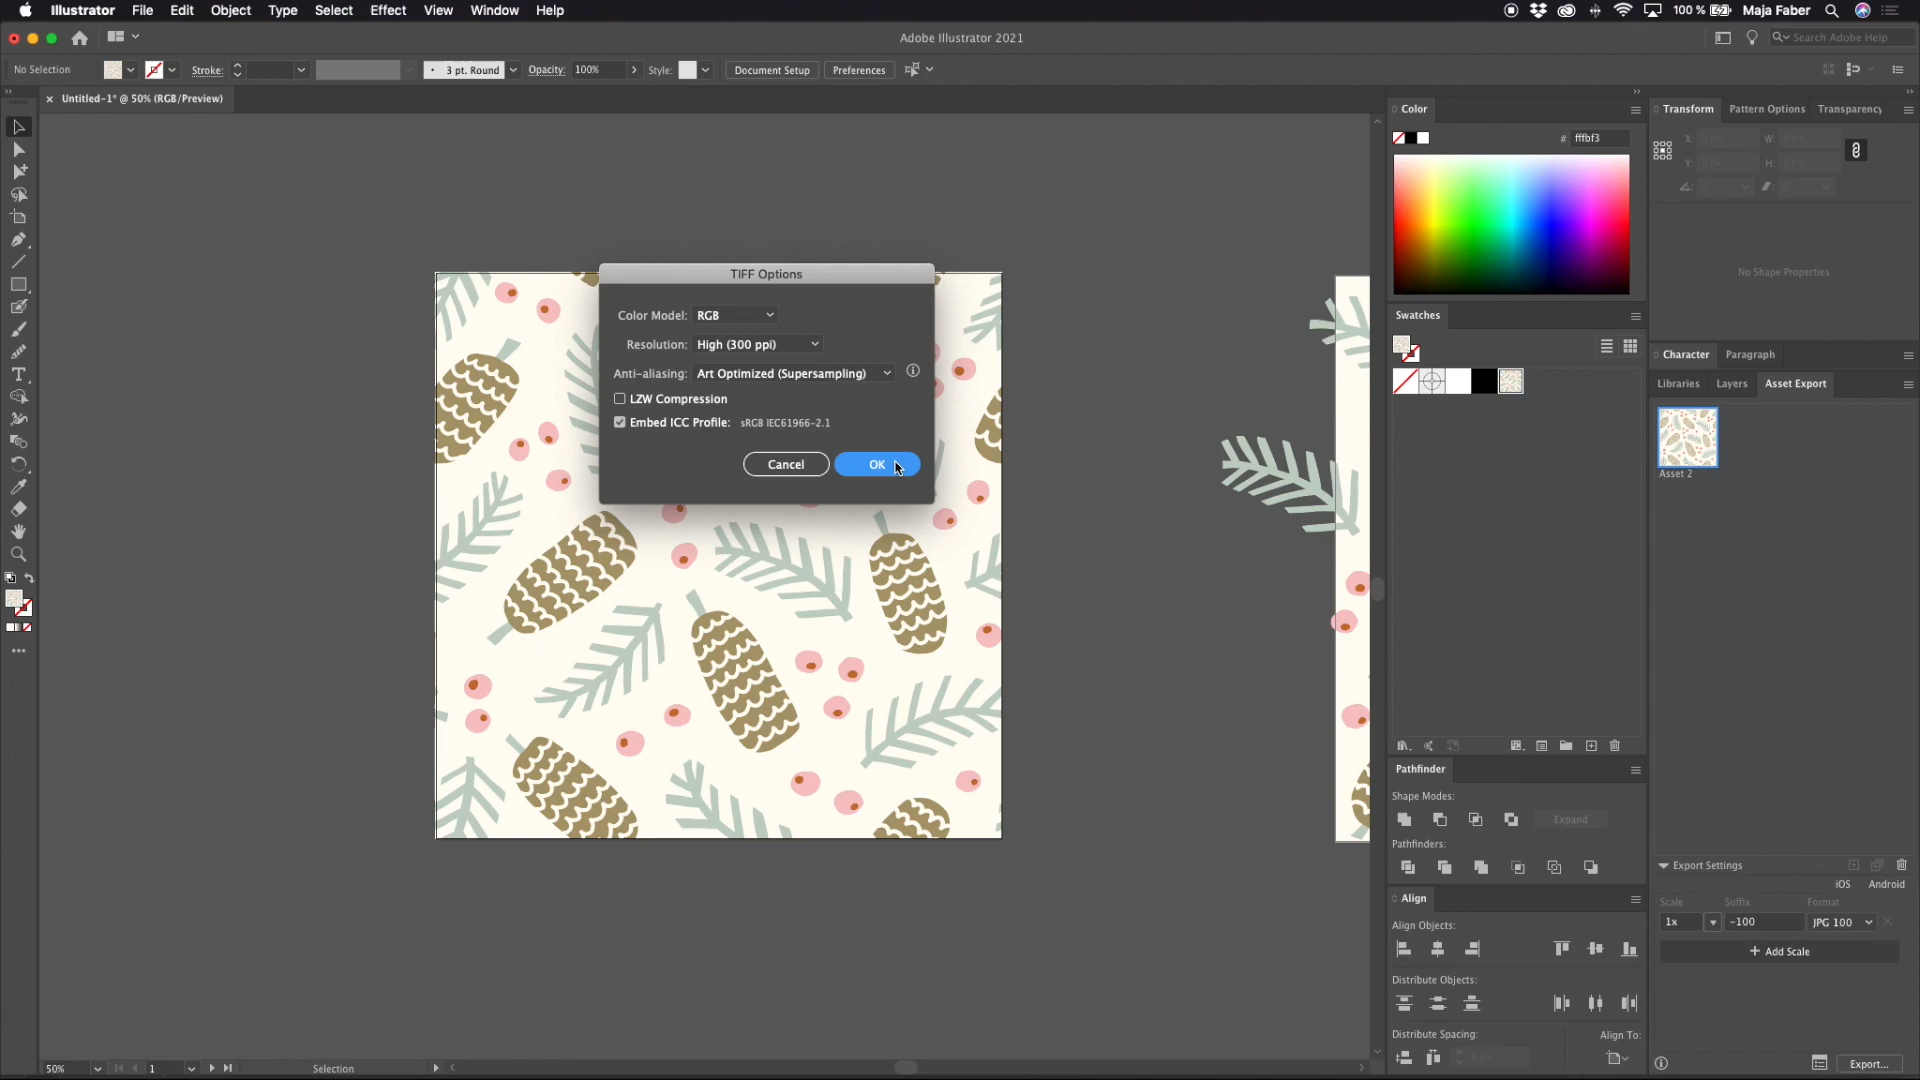 Illustrator File Edit Object Type Select Effect View Window Help
100 % Maja Faber
Adobe Illustrator 2021
Search Adobe Help
No Selection
Stroke:
3 pt. Round
Opacity: 100%
Style:
Document Setup
Preferences
Untitled-1* @ 50% (RGB/Preview)
TIFF Options
Color Model: RGB
Resolution: High (300 ppi)
Anti-aliasing: Art Optimized (Supersampling)
LZW Compression
Embed ICC Profile: sRGB IEC61966-2.1
Cancel
OK
Color
# fffbf3
Swatches
Pathfinder
Shape Modes:
Expand
Pathfinders:
Align
Align Objects:
Distribute Objects:
Distribute Spacing:
Align To:
Transform Pattern Options Transparency
X: W:
Y: H:
No Shape Properties
Character Paragraph
Libraries Layers Asset Export
Asset 2
Export Settings
iOS Android
Scale Suffix Format
1x -100 JPG 100
+ Add Scale
Export...
50% 1 Selection